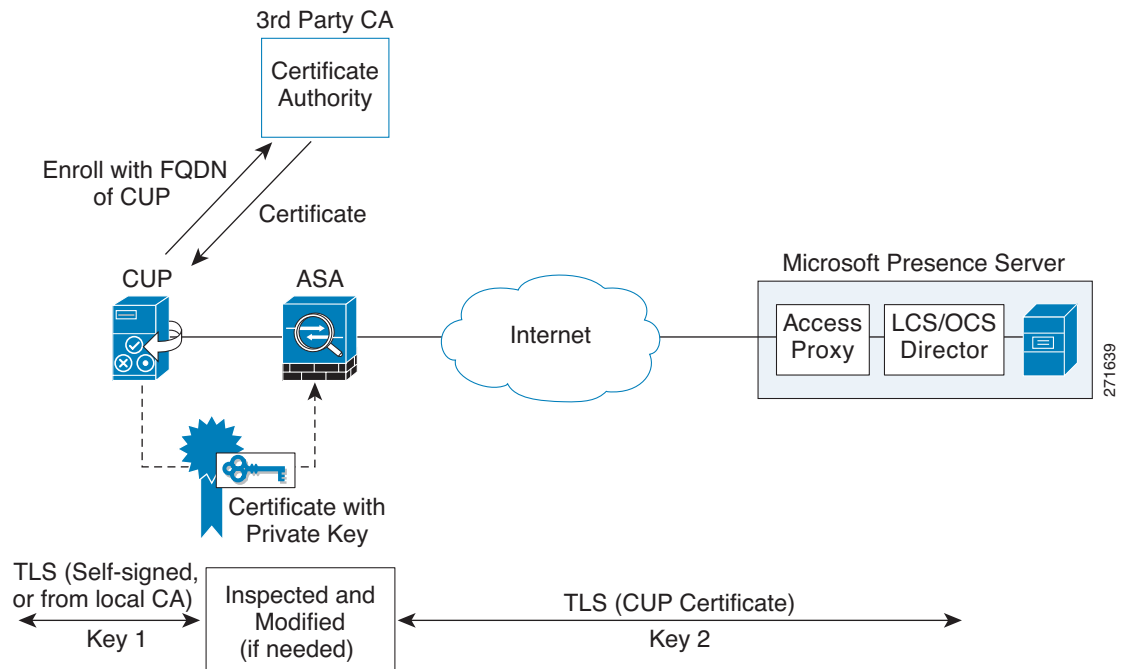 3rd Party CA
Certificate
Authority
Enroll with FQDN
of CUP
Certificate
CUP
ASA
Internet
Microsoft Presence Server
Access
Proxy
LCS/OCS
Director
271639
Certificate with
Private Key
TLS (Self-signed,
or from local CA)
Key 1
Inspected and
Modified
(if needed)
TLS (CUP Certificate)
Key 2